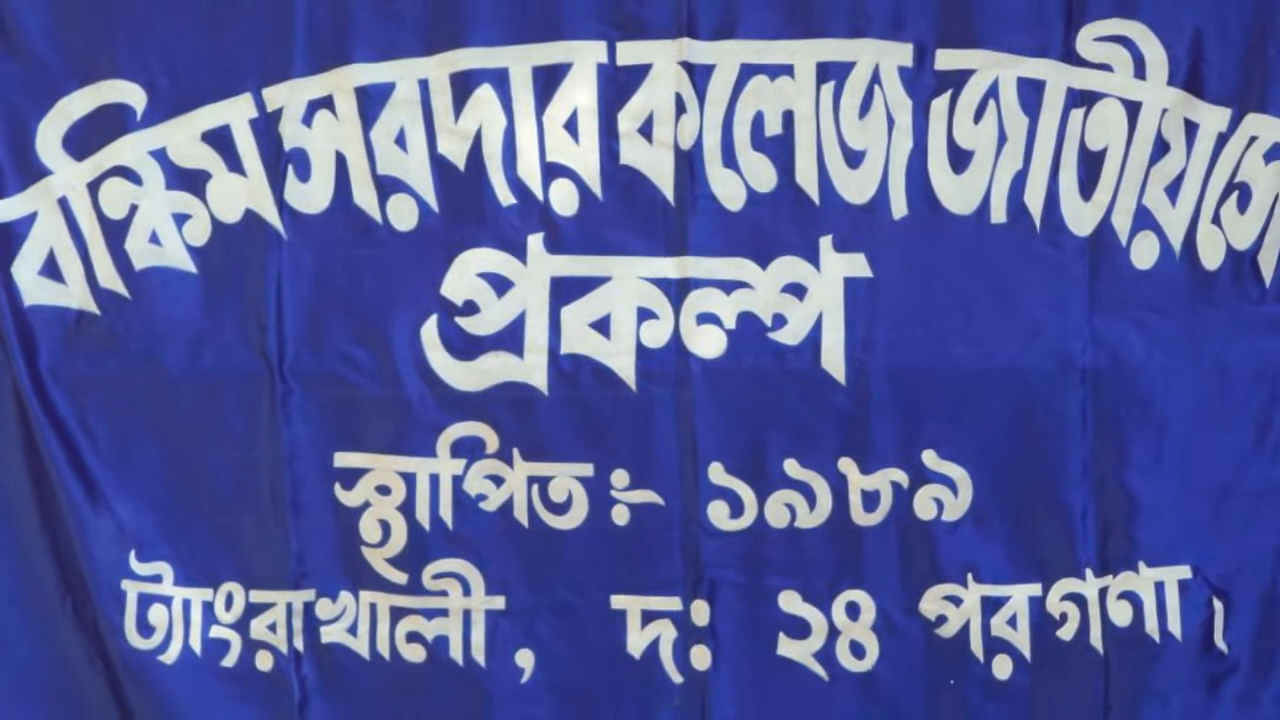 বঙ্কিম সরদার কলেজ জাতীয় সে
প্রকল্প
স্থাপিত :- ১৯৮৯
ট্যাংরাখালী, দ: ২৪ পরগণা।